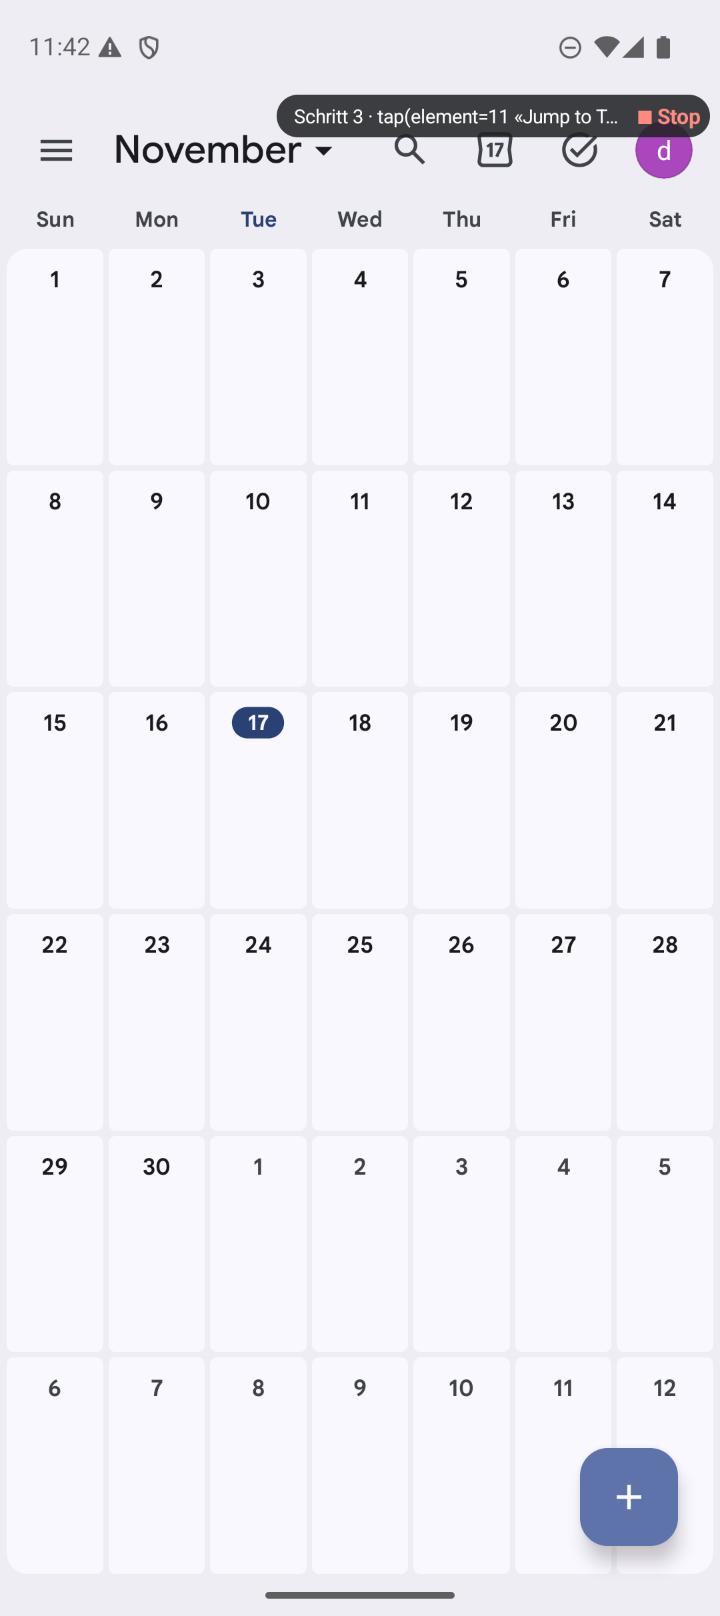 11:42
Schritt 3 · tap(element=11 «Jump to T... Stop
November 17 d
Sun Mon Tue Wed Thu Fri Sat
1 2 3 4 5 6 7
8 9 10 11 12 13 14
15 16 17 18 19 20 21
22 23 24 25 26 27 28
29 30 1 2 3 4 5
6 7 8 9 10 11 12
+